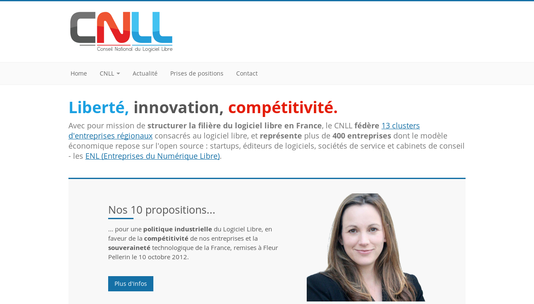 CNLL
Conseil National du Logiciel Libre
Home CNLL Actualité Prises de positions Contact
Liberté, innovation, compétitivité.
Avec pour mission de structurer la filière du logiciel libre en France, le CNLL fédère 13 clusters
d'entreprises régionaux consacrés au logiciel libre, et représente plus de 400 entreprises dont le modèle
économique repose sur l'open source : startups, éditeurs de logiciels, sociétés de service et cabinets de conseil
- les ENL (Entreprises du Numérique Libre).
Nos 10 propositions...
... pour une politique industrielle du Logiciel Libre, en
faveur de la compétitivité de nos entreprises et la
souveraineté technologique de la France, remises à Fleur
Pellerin le 10 octobre 2012.
Plus d'infos